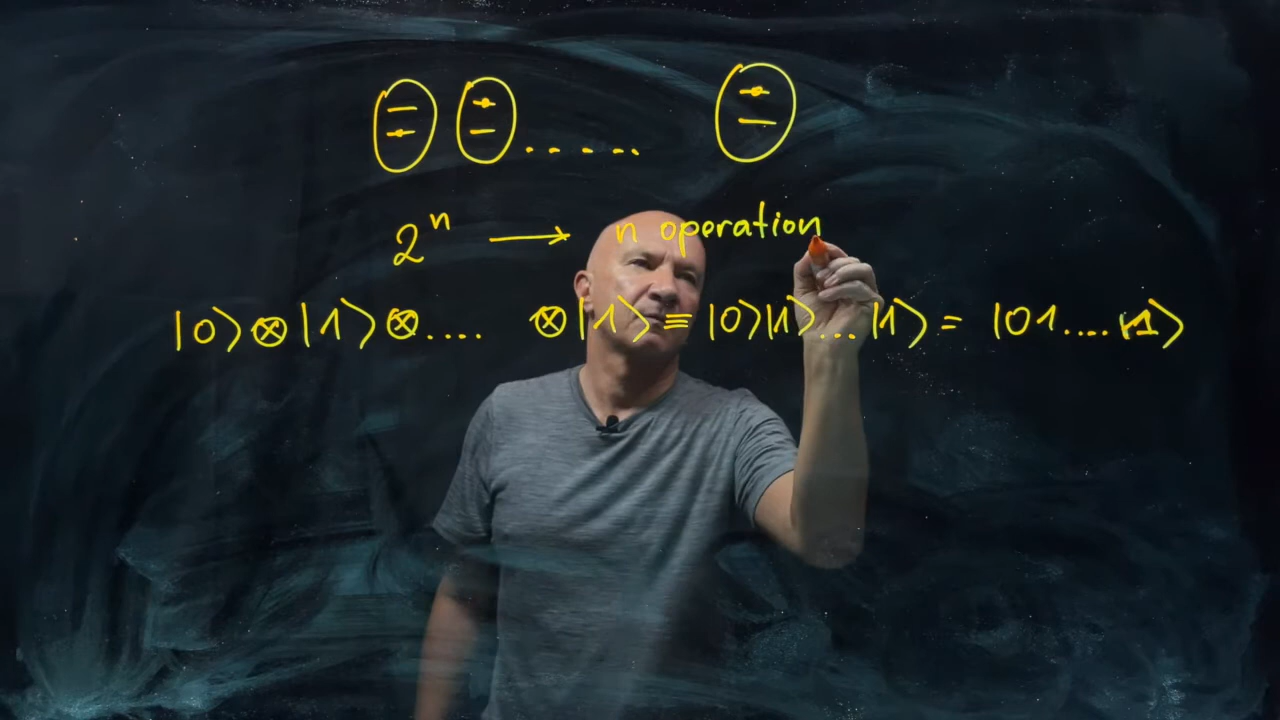 2ⁿ → n operation
|0⟩⊗|1⟩⊗.... ⊗|1⟩≡|0⟩|1⟩...|1⟩= |01....1⟩